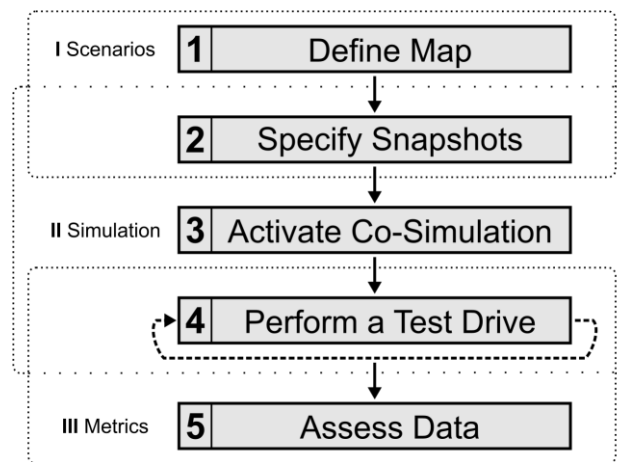 I Scenarios
1 Define Map
2 Specify Snapshots
II Simulation
3 Activate Co-Simulation
4 Perform a Test Drive
III Metrics
5 Assess Data